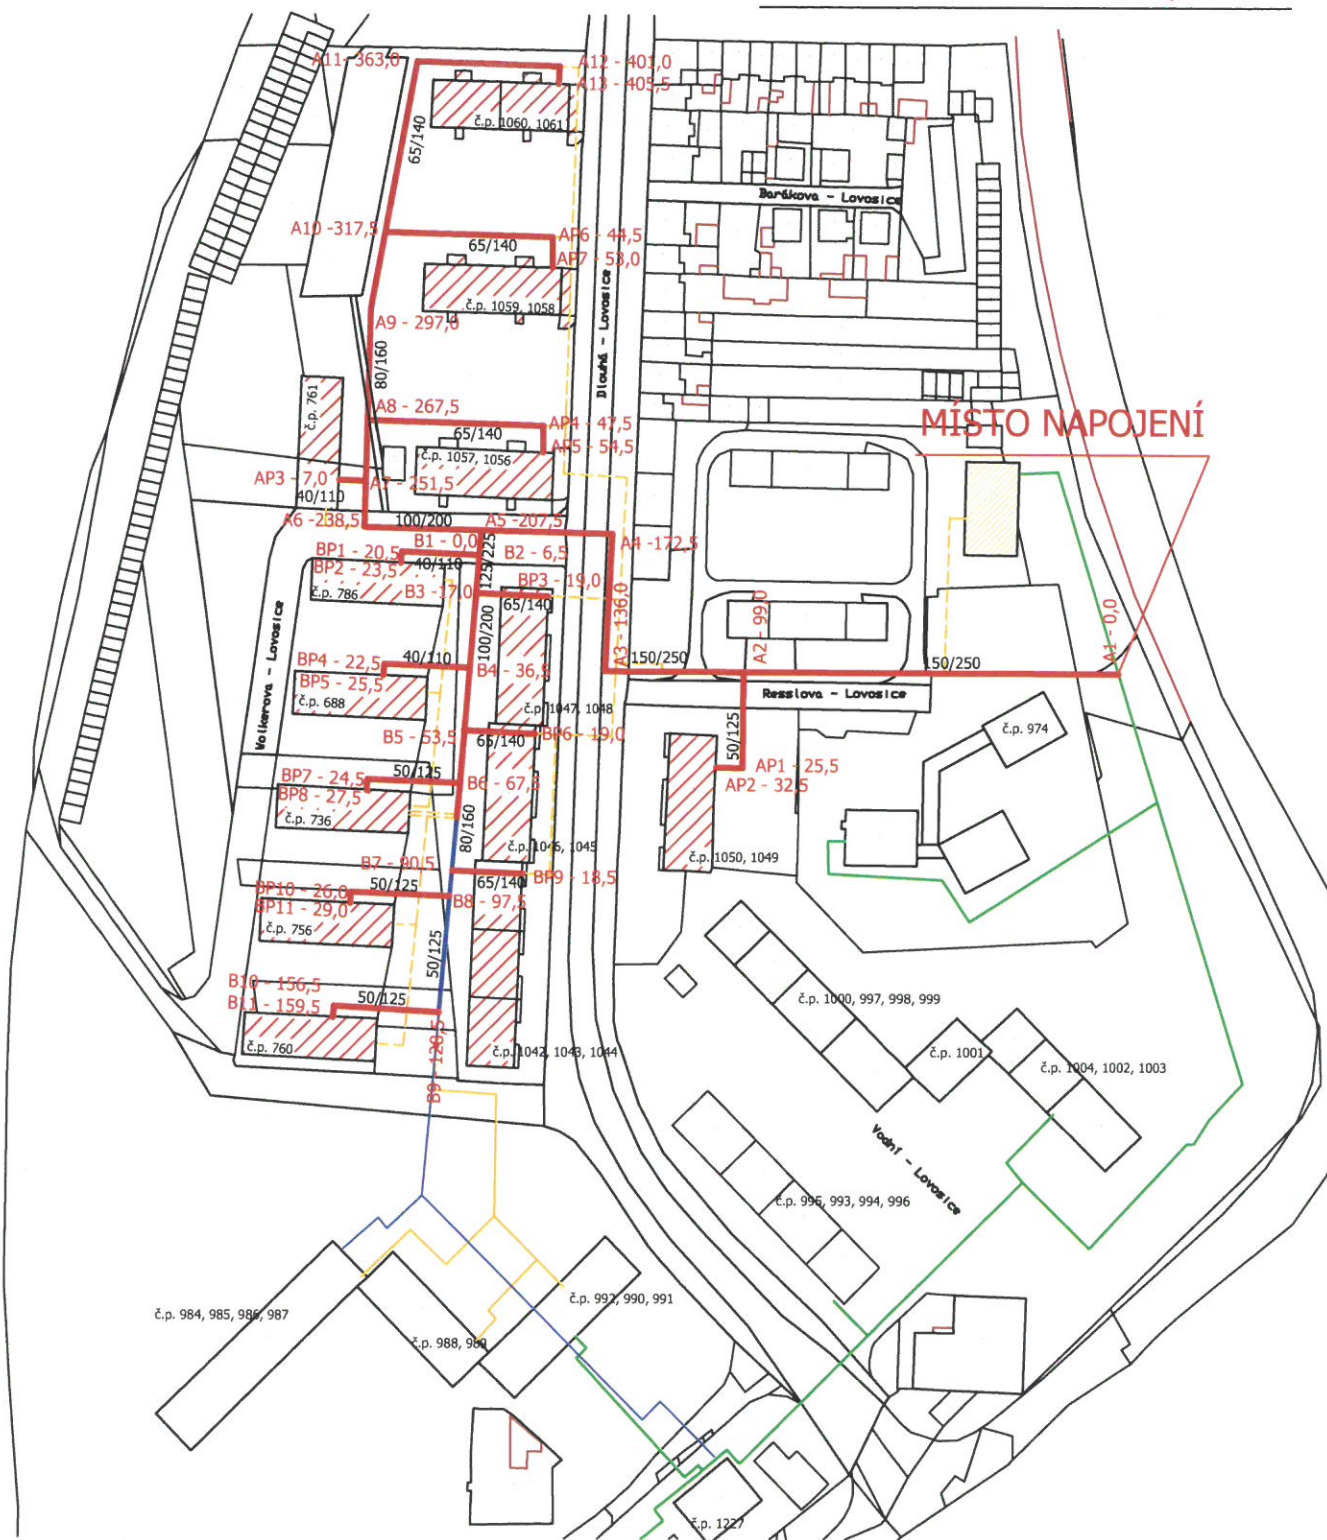 A11- 363,0
A12 - 401,0
A13 - 405,5
č.p. 1060, 1061
65/140
Barákova - Lovosice
A10 -317,5
AP6 - 44,5
65/140
AP7 - 53,0
č.p. 1059, 1058
A9 - 297,0
Dlouhá - Lovosice
80/160
č.p. 761
A8 - 267,5
AP4 - 47,5
65/140
AP5 - 54,5
MÍSTO NAPOJENÍ
č.p. 1057, 1056
AP3 - 7,0
A7 - 251,5
40/110
A6 -238,5
100/200
A5 -207,5
B1 - 0,0
A4 -172,5
BP1 - 20,5
B2 - 6,5
40/110
125/225
BP2 - 23,5
BP3 - 19,0
č.p. 786
B3 -17,0
65/140
A3 - 136,0
A2 - 99,0
A1 - 0,0
Wolkerova - Lovosice
100/200
BP4 - 22,5
40/110
B4 - 36,5
150/250
150/250
BP5 - 25,5
Resslova - Lovosice
č.p. 688
č.p. 1047, 1048
č.p. 974
B5 - 53,5
65/140
BP6 - 19,0
50/125
BP7 - 24,5
50/125
AP1 - 25,5
BP8 - 27,5
B6 - 67,5
AP2 - 32,5
č.p. 736
80/160
č.p. 1046, 1045
č.p. 1050, 1049
B7 - 90,5
BP10 - 26,0
50/125
65/140
BP9 - 18,5
BP11 - 29,0
B8 - 97,5
č.p. 756
50/125
B10 - 156,5
B11 - 159,5
50/125
č.p. 1000, 997, 998, 999
č.p. 760
B9 - 128,5
č.p. 1042, 1043, 1044
č.p. 1001
č.p. 1004, 1002, 1003
Vodní - Lovosice
č.p. 995, 993, 994, 996
č.p. 984, 985, 986, 987
č.p. 992, 990, 991
č.p. 988, 989
č.p. 1227